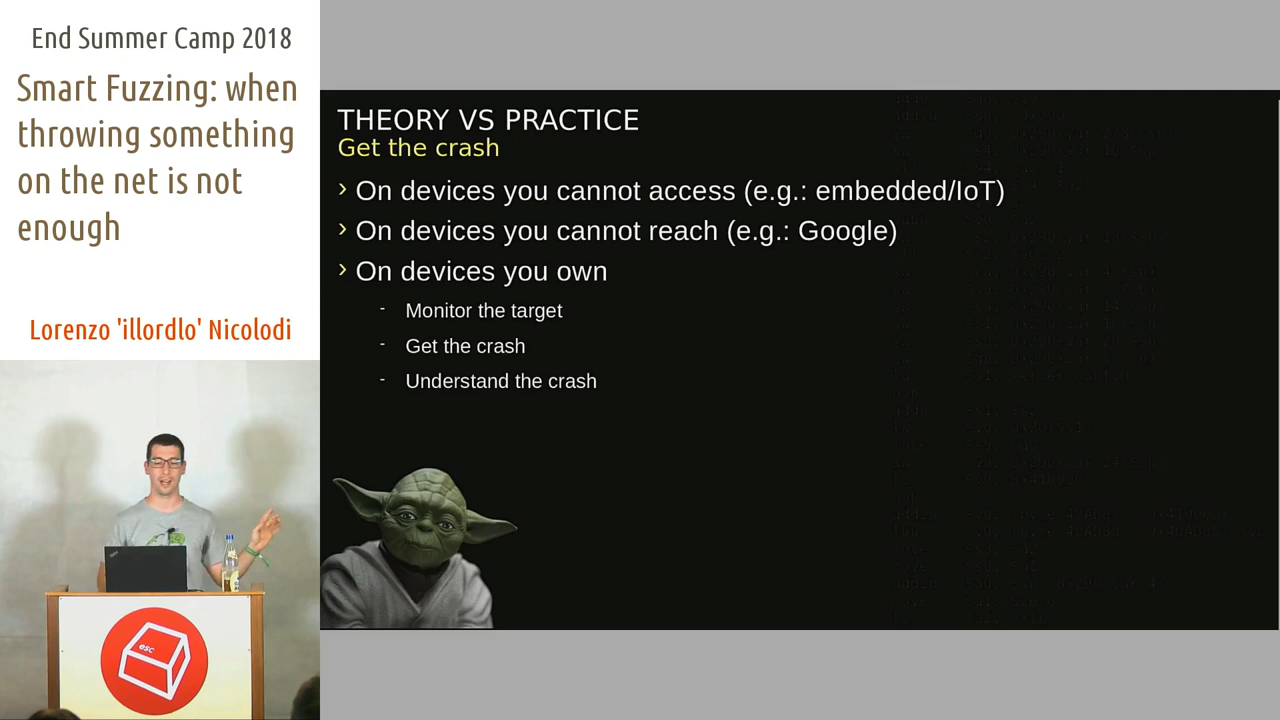 End Summer Camp 2018
Smart Fuzzing: when
throwing something
on the net is not
enough
Lorenzo 'illordlo' Nicolodi
THEORY VS PRACTICE
Get the crash
› On devices you cannot access (e.g.: embedded/IoT)
› On devices you cannot reach (e.g.: Google)
› On devices you own
- Monitor the target
- Get the crash
- Understand the crash
esc